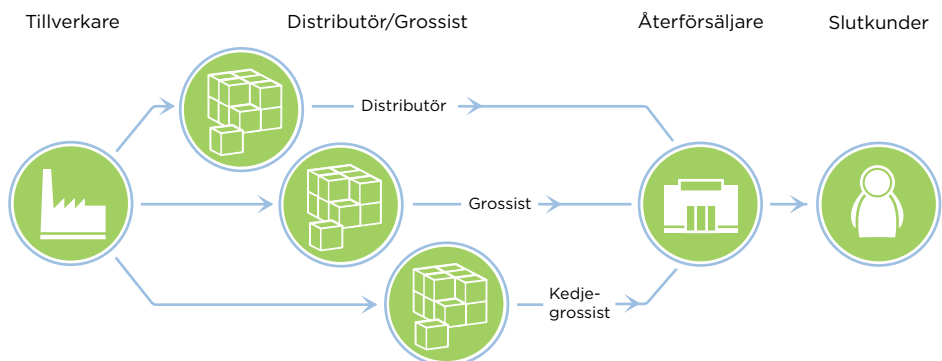 Tillverkare
Distributör/Grossist
Återförsäljare
Slutkunder
Distributör
Grossist
Kedje-
grossist